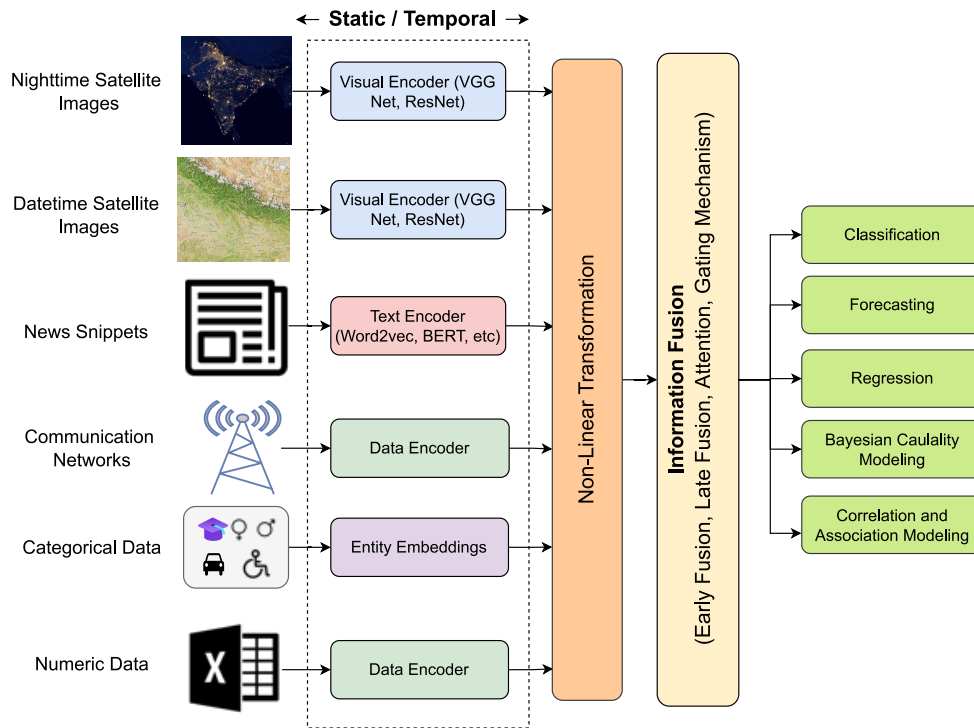 Static / Temporal
Nighttime Satellite
Images
Visual Encoder (VGG
Net, ResNet)
Datetime Satellite
Images
Visual Encoder (VGG
Net, ResNet)
News Snippets
Text Encoder
(Word2vec, BERT, etc)
Communication
Networks
Data Encoder
Categorical Data
Entity Embeddings
Numeric Data
X
Data Encoder
Non-Linear Transformation
Information Fusion
(Early Fusion, Late Fusion, Attention, Gating Mechanism)
Classification
Forecasting
Regression
Bayesian Caulality
Modeling
Correlation and
Association Modeling